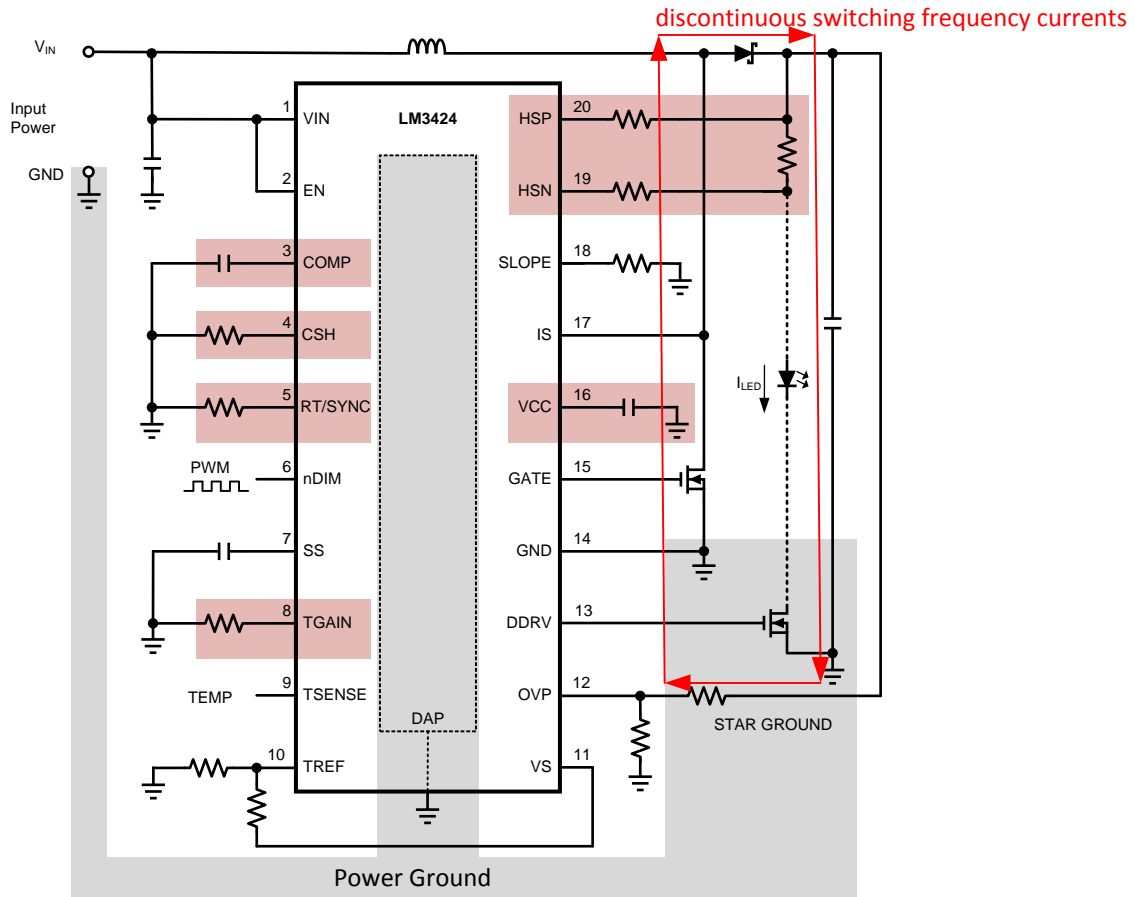 discontinuous switching frequency currents
VIN
Input
Power
GND
LM3424
1 VIN
2 EN
3 COMP
4 CSH
5 RT/SYNC
PWM
6 nDIM
7 SS
8 TGAIN
TEMP
9 TSENSE
10 TREF
DAP
HSP 20
HSN 19
SLOPE 18
IS 17
VCC 16
GATE 15
GND 14
DDRV 13
OVP 12
VS 11
ILED
STAR GROUND
Power Ground